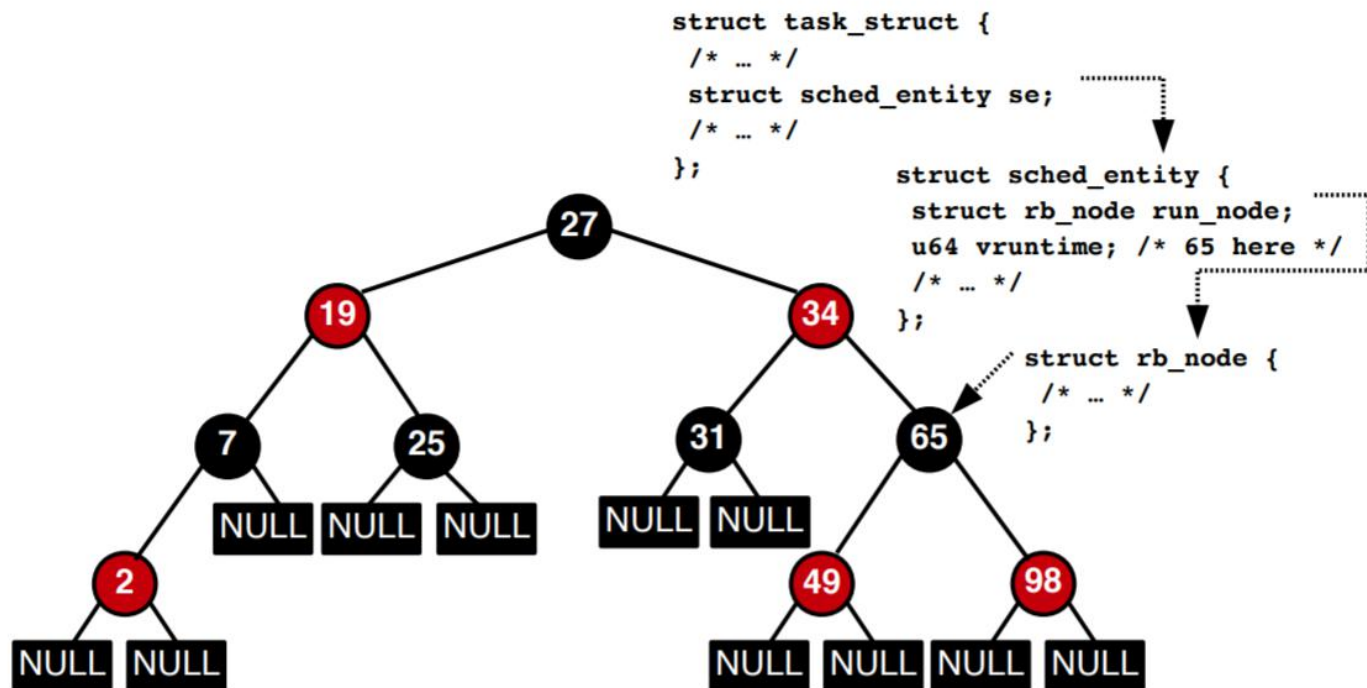 struct task_struct {
/* … */
struct sched_entity se;
/* … */
};
struct sched_entity {
struct rb_node run_node;
u64 vruntime; /* 65 here */
/* … */
};
struct rb_node {
/* … */
};
27
19
34
7
25
31
65
NULL
NULL
NULL
NULL
NULL
2
49
98
NULL
NULL
NULL
NULL
NULL
NULL